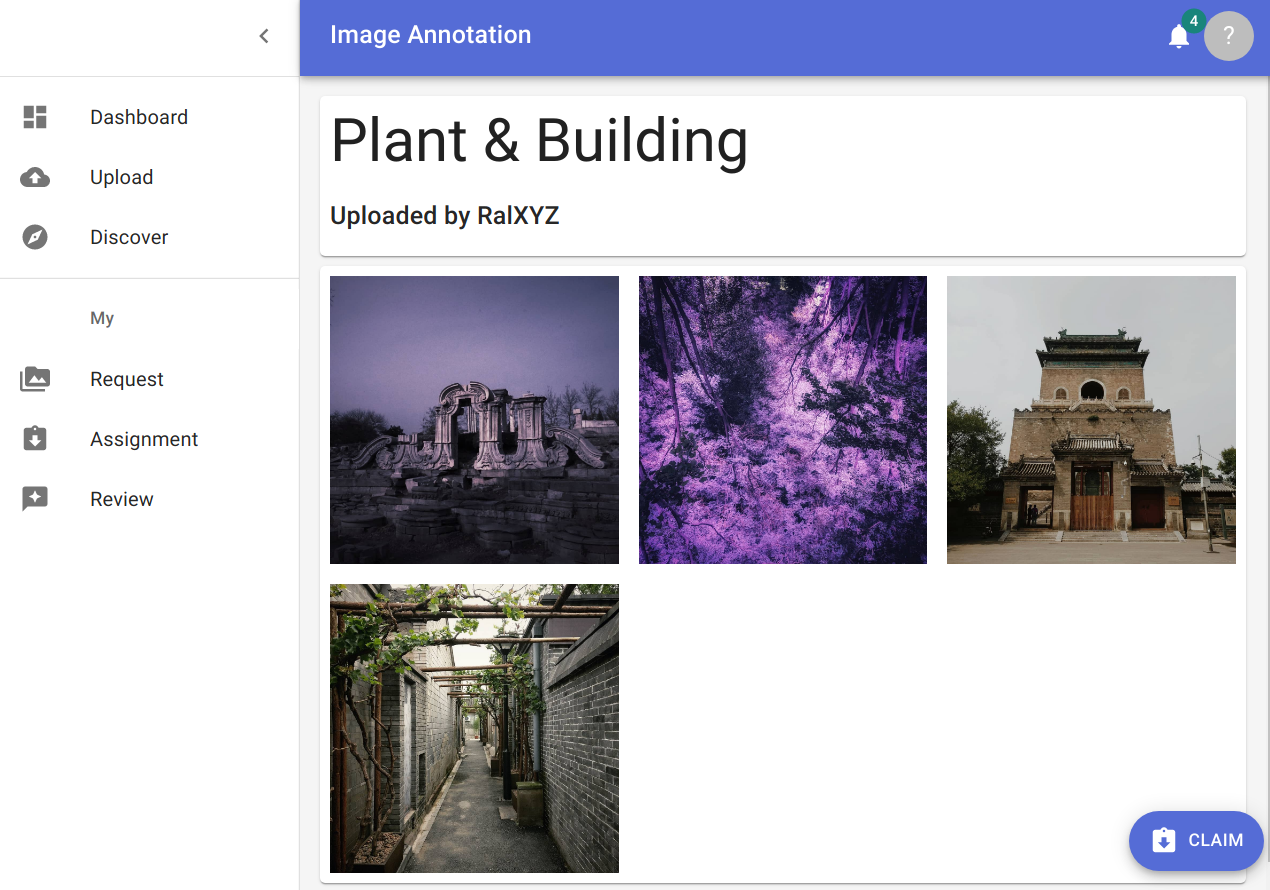 Image Annotation
4
?
Dashboard
Upload
Discover
My
Request
Assignment
Review
Plant & Building
Uploaded by RalXYZ
CLAIM